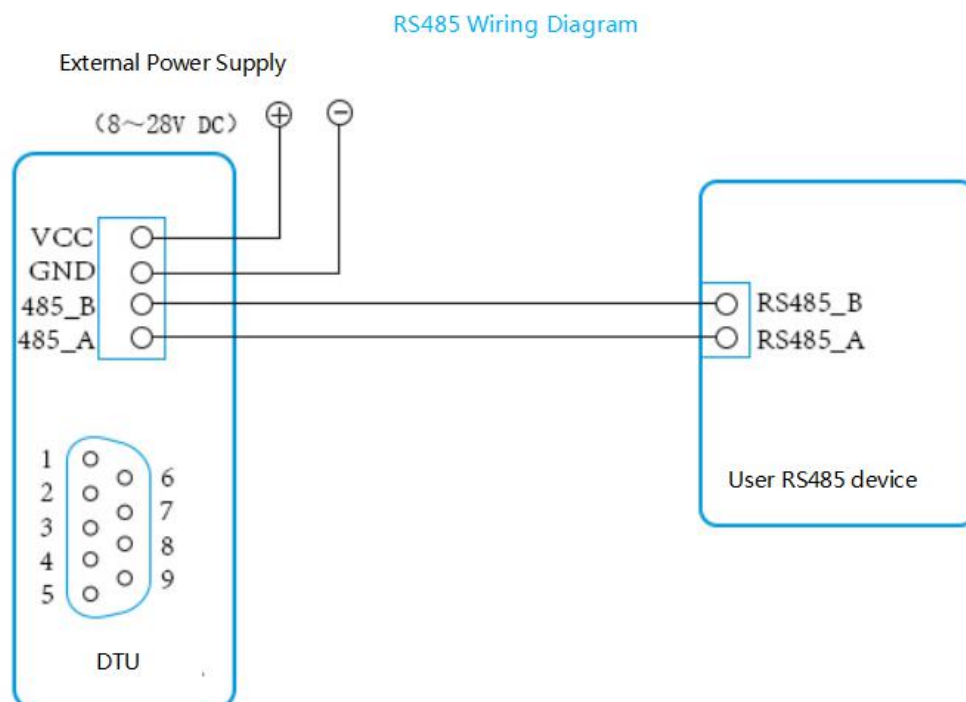 RS485 Wiring Diagram
External Power Supply
(8～28V DC)
+
−
VCC
GND
485_B
485_A
RS485_B
RS485_A
User RS485 device
1
2
3
4
5
6
7
8
9
DTU